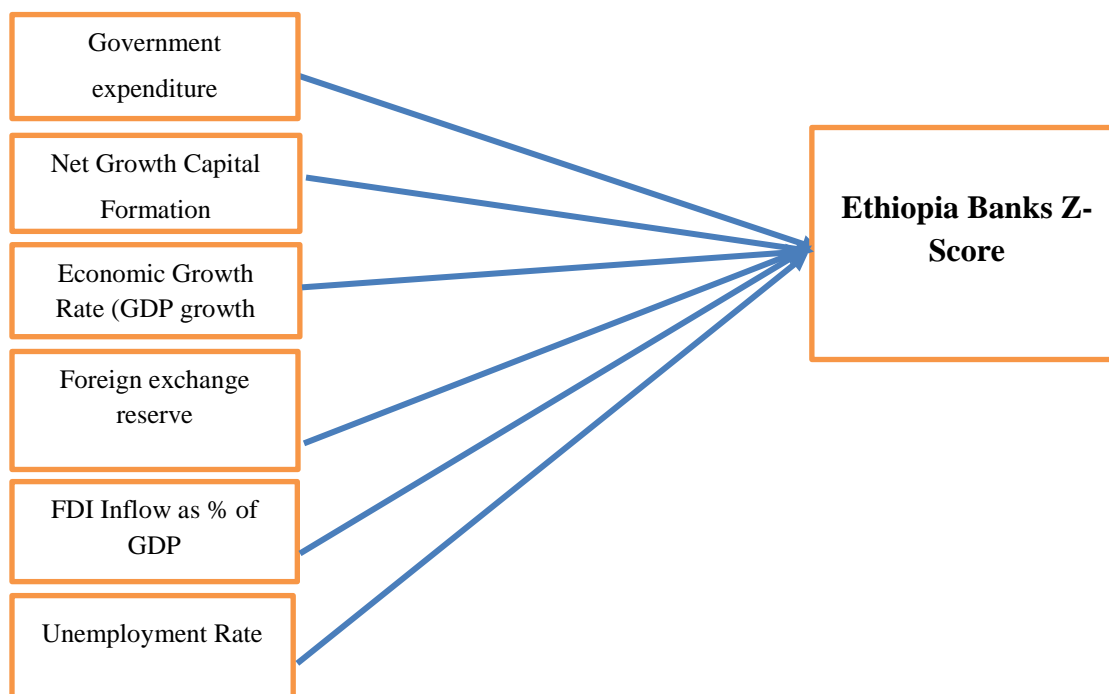 Government
expenditure
Net Growth Capital
Formation
Economic Growth
Rate (GDP growth
Foreign exchange
reserve
FDI Inflow as % of
GDP
Unemployment Rate
Ethiopia Banks Z-
Score